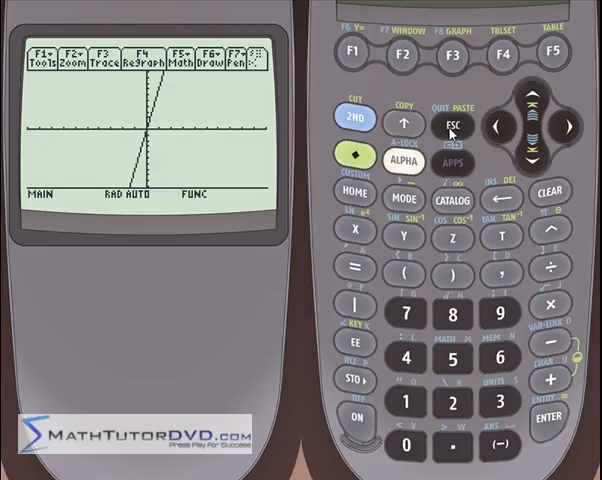 F1 Tools F2 Zoom F3 Trace F4 Regraph F5 Math F6 Draw F7 Pen
MAIN RAD AUTO FUNC
F6 Y= F7 WINDOW F8 GRAPH TBLSET TABLE
F1 F2 F3 F4 F5
CUT COPY QUIT PASTE
2ND ESC
A-LOCK
ALPHA APPS
CUSTOM INS DEL
HOME MODE CATALOG CLEAR
LN eˣ SIN SIN⁻¹ COS COS⁻¹ TAN TAN⁻¹ π θ
X Y Z T ^
= ( ) , ÷
| 7 8 9 ×
KEY K L MATH M MEM N VAR-LINK O
EE 4 5 6 −
RCL P Q R UNITS S CHAR U
STO▸ 1 2 3 +
OFF < V > W ANS ENTRY =
ON 0 . (−) ENTER
MATHTUTORDVD.COM
Press Play For Success